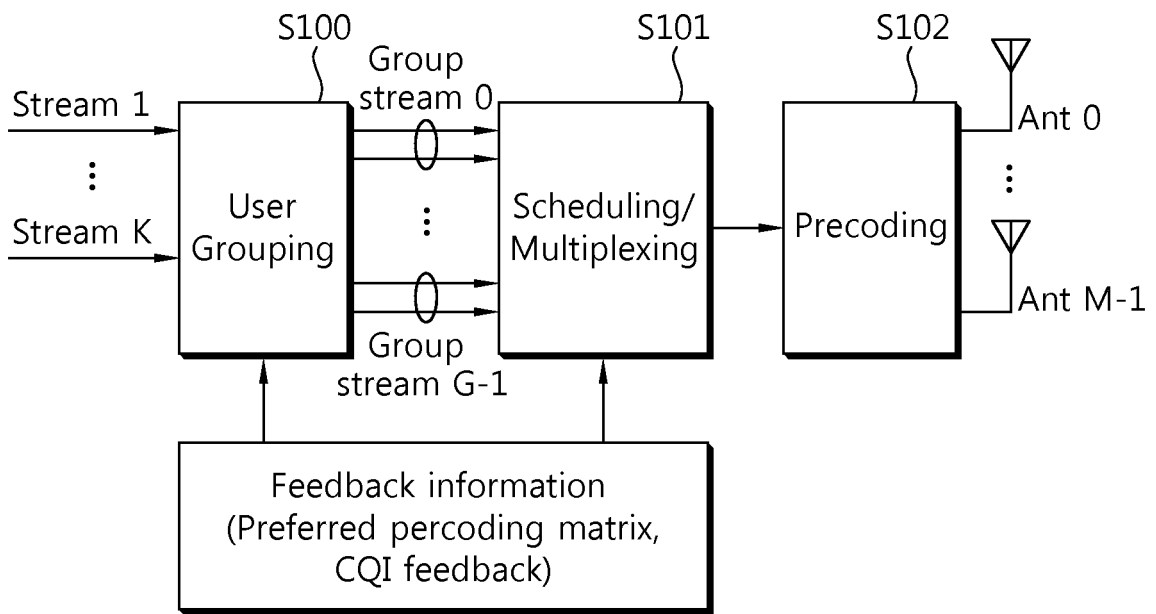 S100
S101
S102
Group
stream 0
Stream 1
Ant 0
⋮
⋮
⋮
User
Grouping
Scheduling/
Multiplexing
Precoding
Stream K
Ant M-1
Group
stream G-1
Feedback information
(Preferred percoding matrix,
CQI feedback)